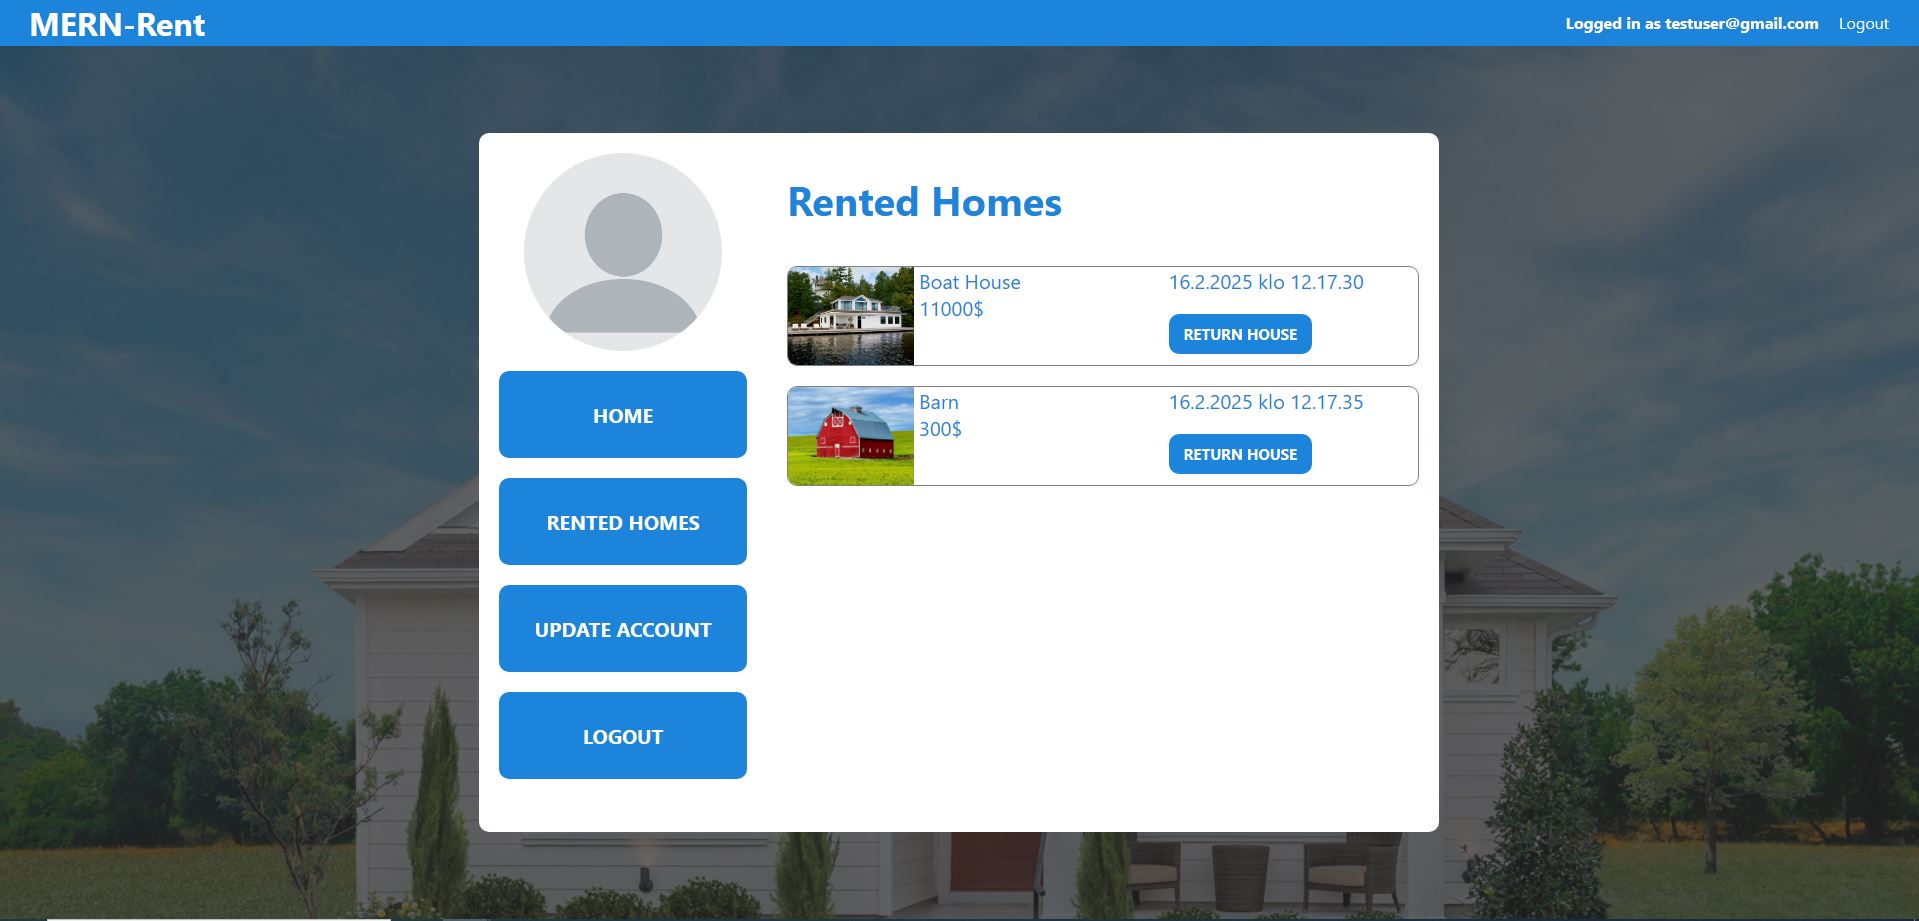 MERN-Rent
Logged in as testuser@gmail.com
Logout
Rented Homes
Boat House
11000$
16.2.2025 klo 12.17.30
RETURN HOUSE
Barn
300$
16.2.2025 klo 12.17.35
RETURN HOUSE
HOME
RENTED HOMES
UPDATE ACCOUNT
LOGOUT